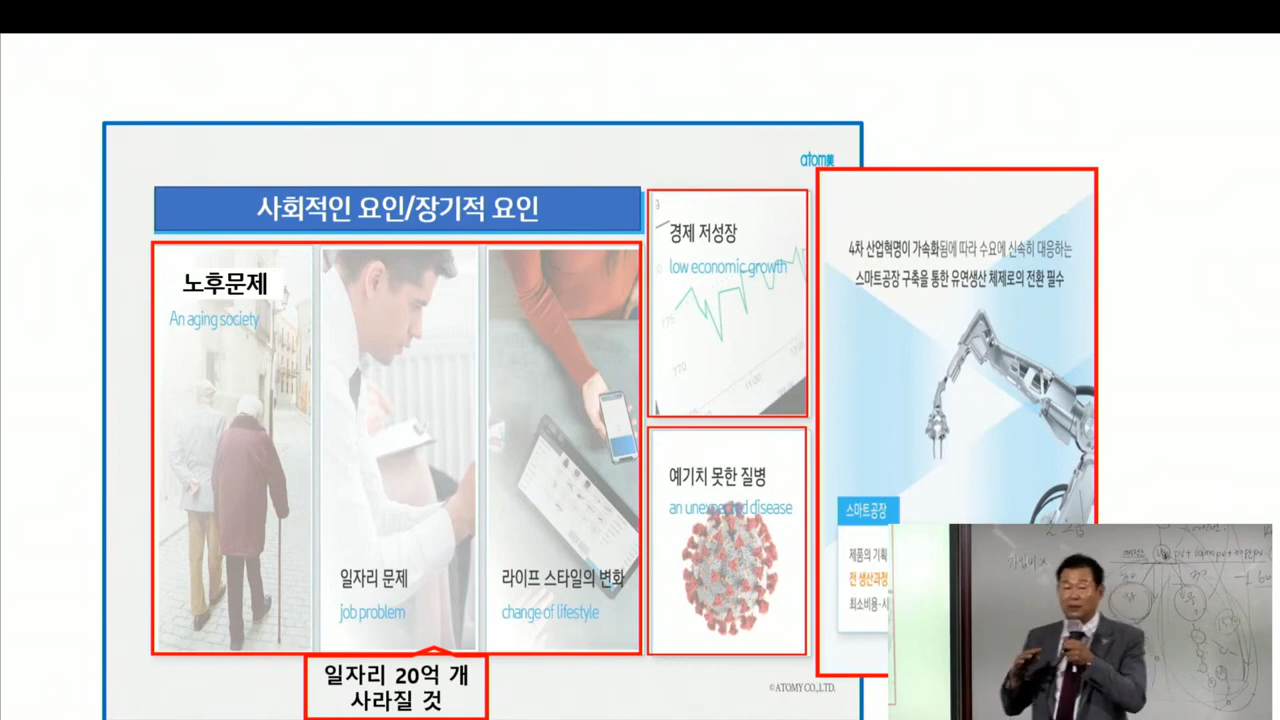 atom美
사회적인 요인/장기적 요인
노후문제
An aging society
일자리 문제
job problem
라이프 스타일의 변화
change of lifestyle
경제 저성장
low economic growth
예기치 못한 질병
an unexpected disease
일자리 20억 개
사라질 것
©ATOMY CO.,LTD.
4차 산업혁명이 가속화됨에 따라 수요에 신속히 대응하는
스마트공장 구축을 통한 유연생산 체제로의 전환 필수
스마트공장
제품의 기획
전 생산과정
최소비용·시
가입비 x